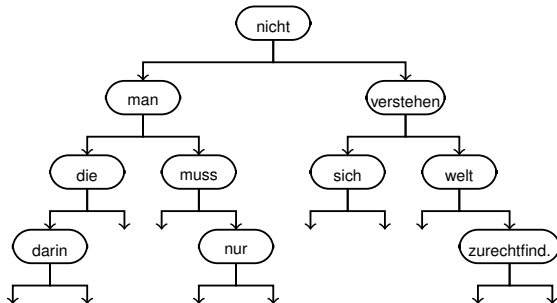 nicht
man verstehen
die muss sich welt
darin nur zurechtfind.